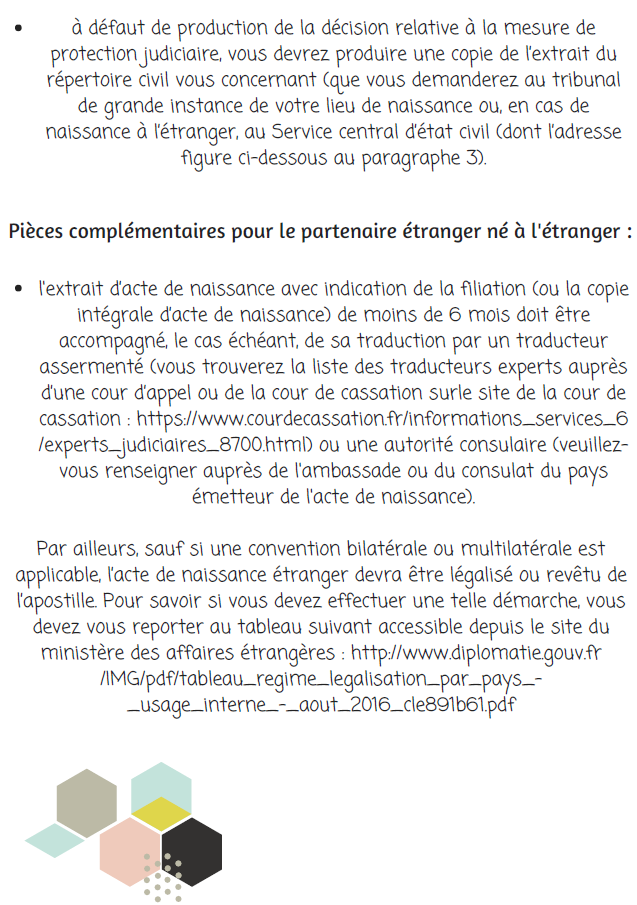 à défaut de production de la décision relative à la mesure de
protection judiciaire, vous devrez produire une copie de l'extrait du
répertoire civil vous concernant (que vous demanderez au tribunal
de grande instance de votre lieu de naissance ou, en cas de
naissance à l'étranger, au Service central d'état civil (dont l'adresse
figure ci-dessous au paragraphe 3).
Pièces complémentaires pour le partenaire étranger né à l'étranger :
l'extrait d'acte de naissance avec indication de la filiation (ou la copie
intégrale d'acte de naissance) de moins de 6 mois doit être
accompagné, le cas échéant, de sa traduction par un traducteur
assermenté (vous trouverez la liste des traducteurs experts auprès
d'une cour d'appel ou de la cour de cassation surle site de la cour de
cassation : https://www.courdecassation.fr/informations_services_6
/experts_judiciaires_8700.html) ou une autorité consulaire (veuillez-
vous renseigner auprès de l'ambassade ou du consulat du pays
émetteur de l'acte de naissance).
Par ailleurs, sauf si une convention bilatérale ou multilatérale est
applicable, l'acte de naissance étranger devra être légalisé ou revêtu de
l'apostille. Pour savoir si vous devez effectuer une telle démarche, vous
devez vous reporter au tableau suivant accessible depuis le site du
ministère des affaires étrangères : http://www.diplomatie.gouv.fr
/IMG/pdf/tableau_regime_legalisation_par_pays_-
_usage_interne_-_aout_2016_cle891b61.pdf